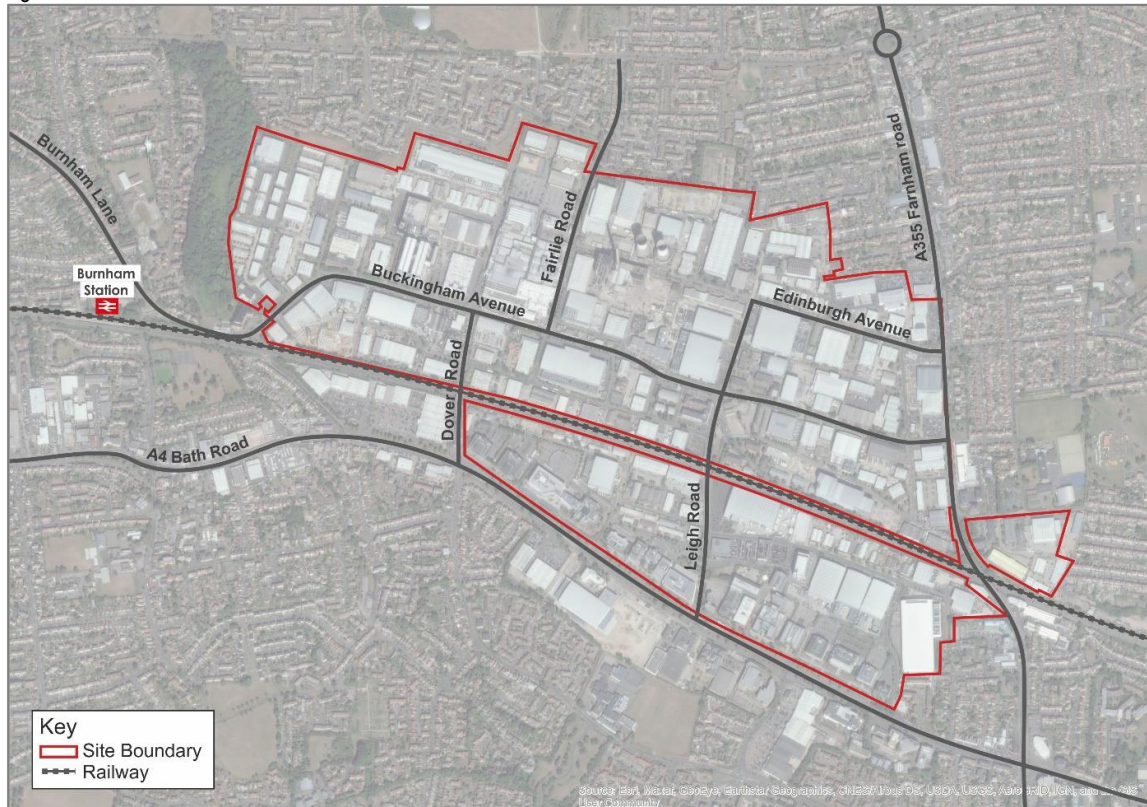 Burnham Lane
A355 Farnham road
Fairlie Road
Burnham
Station
Buckingham Avenue
Edinburgh Avenue
Dover Road
A4 Bath Road
Leigh Road
Key
Site Boundary
Railway
Source: Esri, Maxar, GeoEye, Earthstar Geographics, CNES/Airbus DS, USDA, USGS, AeroGRID, IGN, and the GIS
User Community